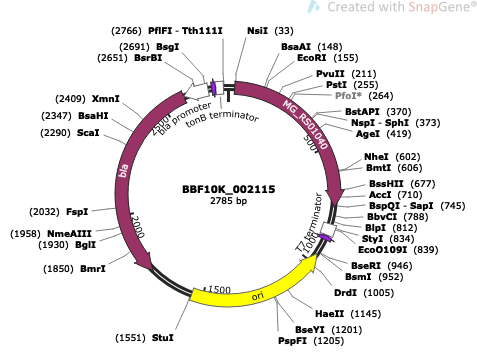 Created with SnapGene®
(2766) PflFI - Tth111I
NsiI (33)
(2691) BsgI
(2651) BsrBI
BsaAI (148)
EcoRI (155)
PvuII (211)
PstI (255)
PfoI* (264)
(2409) XmnI
(2347) BsaHI
(2290) ScaI
BstAPI (370)
NspI - SphI (373)
AgeI (419)
bla promoter
tonB terminator
MG_RS01040
2500
500
NheI (602)
BmtI (606)
BssHII (677)
AccI (710)
BspQI - SapI (745)
BbvCI (788)
BlpI (812)
StyI (834)
EcoO109I (839)
bla
BBF10K_002115
2785 bp
T7 terminator
(2032) FspI
(1958) NmeAIII
(1930) BglI
(1850) BmrI
2000
1000
BseRI (946)
BsmI (952)
DrdI (1005)
1500
ori
HaeII (1145)
BseYI (1201)
PspFI (1205)
(1551) StuI